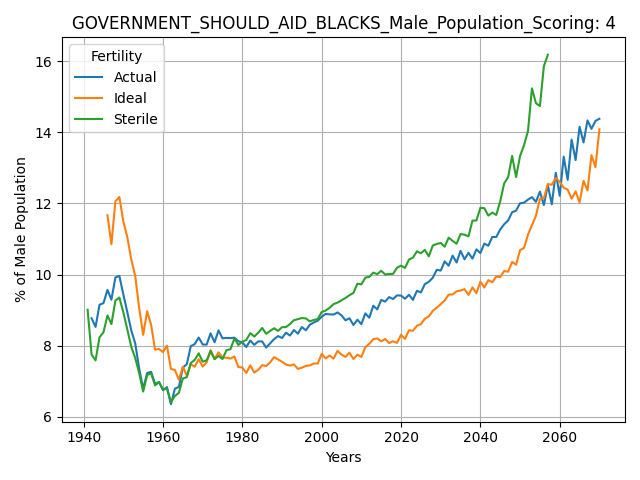 GOVERNMENT_SHOULD_AID_BLACKS_Male_Population_Scoring: 4
Fertility
Actual
Ideal
Sterile
% of Male Population
16
14
12
10
8
6
1940 1960 1980 2000 2020 2040 2060
Years